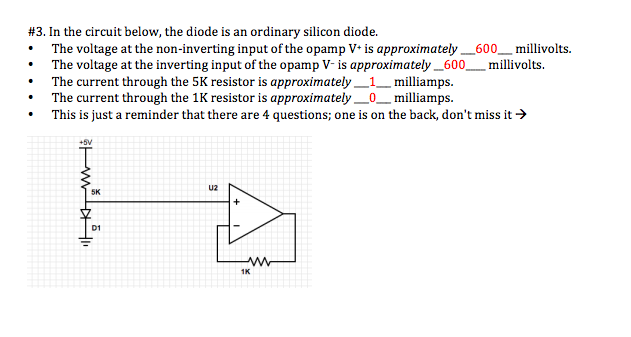 #3. In the circuit below, the diode is an ordinary silicon diode.
• The voltage at the non-inverting input of the opamp V⁺ is approximately __600__ millivolts.
• The voltage at the inverting input of the opamp V⁻ is approximately _600___ millivolts.
• The current through the 5K resistor is approximately __1__ milliamps.
• The current through the 1K resistor is approximately __0__ milliamps.
• This is just a reminder that there are 4 questions; one is on the back, don't miss it →
+5V
5K
U2
+
-
D1
1K